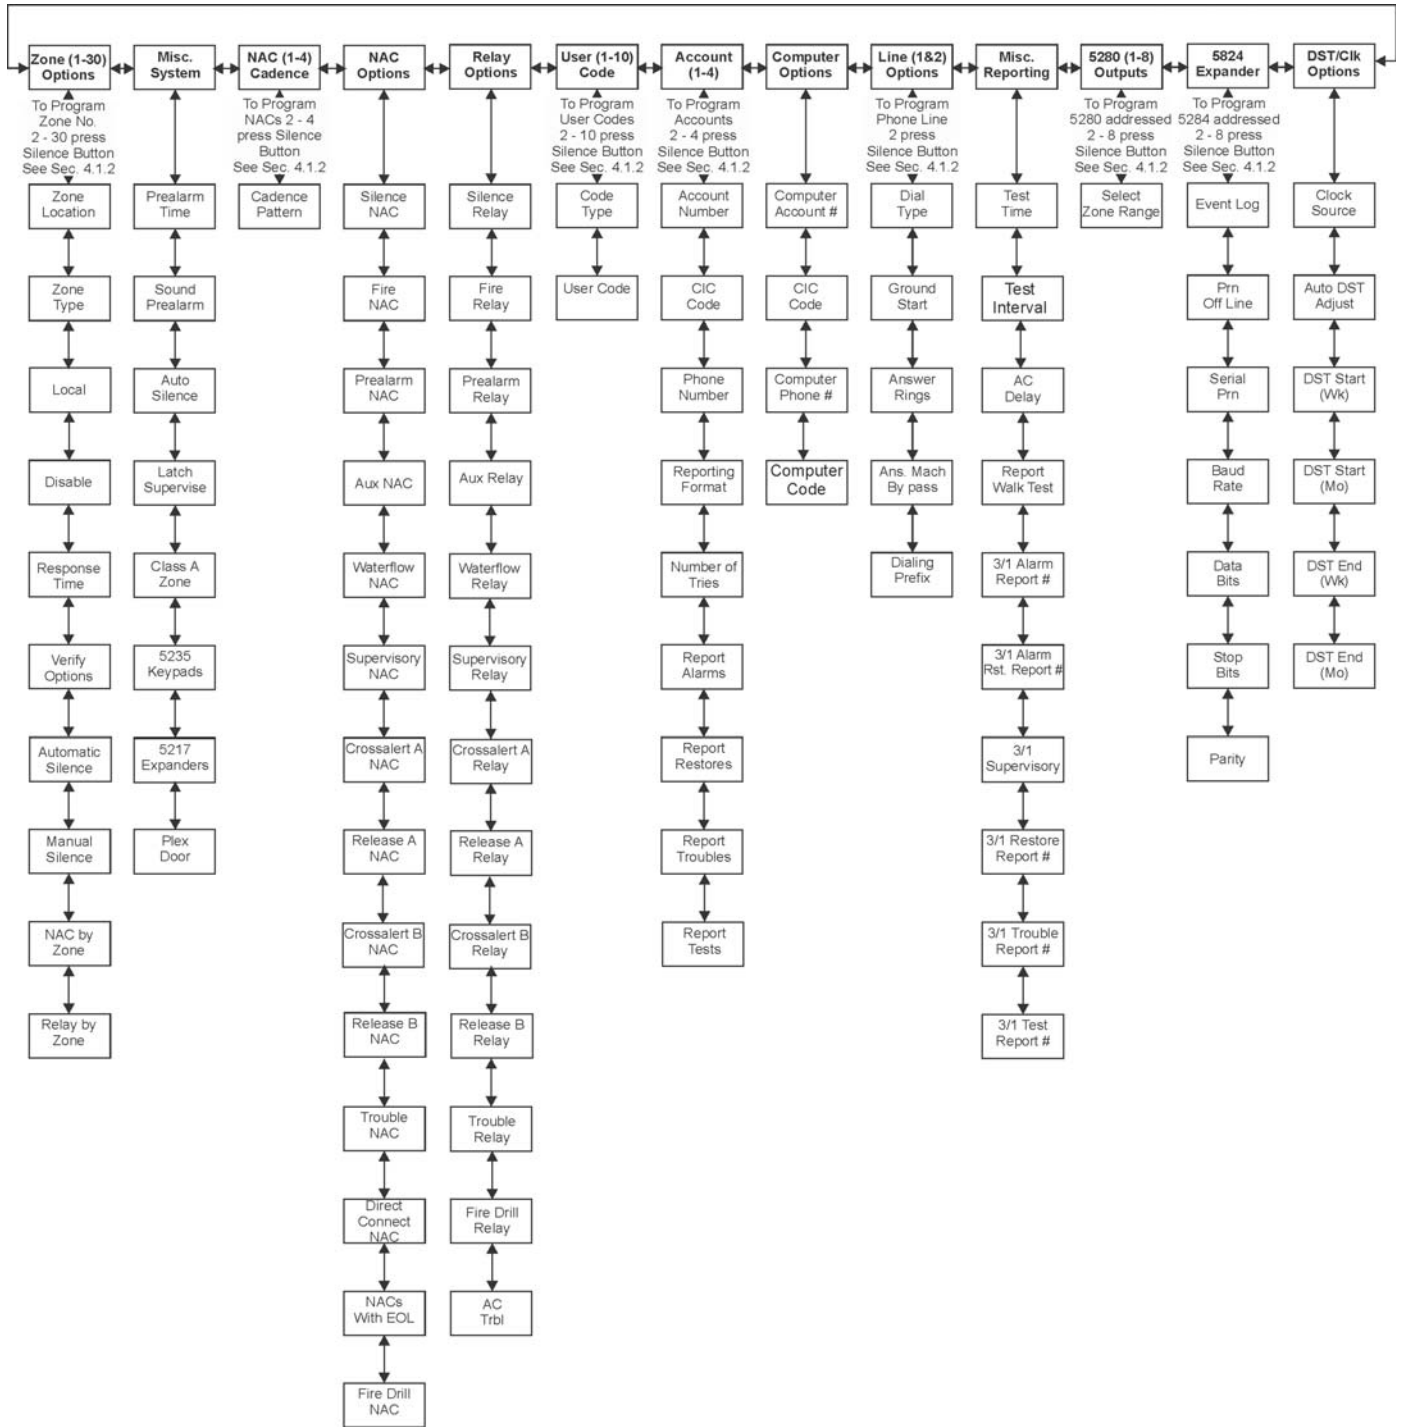 Zone (1-30)
Options
Misc.
System
NAC (1-4)
Cadence
NAC
Options
Relay
Options
User (1-10)
Code
Account
(1-4)
Computer
Options
Line (1&2)
Options
Misc.
Reporting
5280 (1-8)
Outputs
5824
Expander
DST/Clk
Options
To Program
Zone No.
2 - 30 press
Silence Button
See Sec. 4.1.2
To Program
NACs 2 - 4
press Silence
Button
See Sec. 4.1.2
To Program
User Codes
2 - 10 press
Silence Button
See Sec. 4.1.2
To Program
Accounts
2 - 4 press
Silence Button
See Sec. 4.1.2
To Program
Phone Line
2 press
Silence Button
See Sec. 4.1.2
To Program
5280 addressed
2 - 8 press
Silence Button
See Sec. 4.1.2
To Program
5284 addressed
2 - 8 press
Silence Button
See Sec. 4.1.2
Zone
Location
Zone
Type
Local
Disable
Response
Time
Verify
Options
Automatic
Silence
Manual
Silence
NAC by
Zone
Relay by
Zone
Prealarm
Time
Sound
Prealarm
Auto
Silence
Latch
Supervise
Class A
Zone
5235
Keypads
5217
Expanders
Plex
Door
Cadence
Pattern
Silence
NAC
Fire
NAC
Prealarm
NAC
Aux NAC
Waterflow
NAC
Supervisory
NAC
Crossalert A
NAC
Release A
NAC
Crossalert B
NAC
Release B
NAC
Trouble
NAC
Direct
Connect
NAC
NACs
With EOL
Fire Drill
NAC
Silence
Relay
Fire
Relay
Prealarm
Relay
Aux Relay
Waterflow
Relay
Supervisory
Relay
Crossalert A
Relay
Release A
Relay
Crossalert B
Relay
Release B
Relay
Trouble
Relay
Fire Drill
Relay
AC
Trbl
Code
Type
User Code
Account
Number
CIC
Code
Phone
Number
Reporting
Format
Number of
Tries
Report
Alarms
Report
Restores
Report
Troubles
Report
Tests
Computer
Account #
CIC
Code
Computer
Phone #
Computer
Code
Dial
Type
Ground
Start
Answer
Rings
Ans. Mach
By pass
Dialing
Prefix
Test
Time
Test
Interval
AC
Delay
Report
Walk Test
3/1 Alarm
Report #
3/1 Alarm
Rst. Report #
3/1
Supervisory
3/1 Restore
Report #
3/1 Trouble
Report #
3/1 Test
Report #
Select
Zone Range
Event Log
Prn
Off Line
Serial
Prn
Baud
Rate
Data
Bits
Stop
Bits
Parity
Clock
Source
Auto DST
Adjust
DST Start
(Wk)
DST Start
(Mo)
DST End
(Wk)
DST End
(Mo)